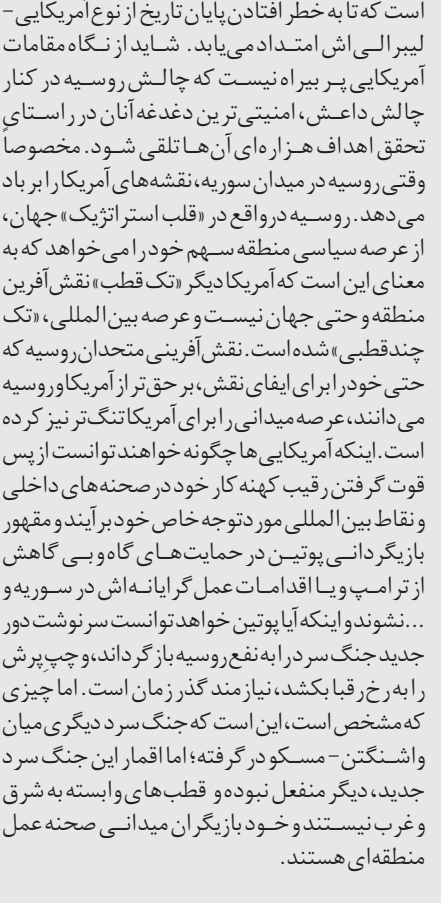 است که تا به خطر افتادن پایان تاریخ از نوع آمریکایی-
لیبرالی‌اش امتداد می‌یابد. شاید از نگاه مقامات
آمریکایی پر بیراه نیست که چالش روسیه در کنار
چالش داعش، امنیتی‌ترین دغدغه آنان در راستای
تحقق اهداف هزاره‌ای آن‌ها تلقی شود. مخصوصاً
وقتی روسیه در میدان سوریه، نقشه‌های آمریکا را بر باد
می‌دهد. روسیه درواقع در «قلب استراتژیک» جهان،
از عرصه سیاسی منطقه سهم خود را می‌خواهد که به
معنای این است که آمریکا دیگر «تک قطب» نقش‌آفرین
منطقه و حتی جهان نیست و عرصه بین‌المللی، «تک
چندقطبی» شده است. نقش‌آفرینی متحدان روسیه که
حتی خود را برای ایفای نقش، بر حق‌تر از آمریکا و روسیه
می‌دانند، عرصه میدانی را برای آمریکا تنگ‌تر نیز کرده
است. اینکه آمریکایی‌ها چگونه خواهند توانست از پس
قوت گرفتن رقیب کهنه کار خود در صحنه‌های داخلی
و نقاط بین‌المللی موردتوجه خاص خود برآیند و مقهور
بازیگردانی پوتین در حمایت‌های گاه و بی گاهش
از ترامپ و یا اقدامات عمل‌گرایانه‌اش در سوریه و
...نشوند و اینکه آیا پوتین خواهد توانست سرنوشت دور
جدید جنگ سرد را به نفع روسیه بازگرداند، و چپ‌ِپرش
را به رخ رقبا بکشد، نیازمند گذر زمان است. اما چیزی
که مشخص است، این است که جنگ سرد دیگری میان
واشنگتن- مسکو درگرفته؛ اما اقمار این جنگ سرد
جدید، دیگر منفعل نبوده و قطب‌های وابسته به شرق
و غرب نیستند و خود بازیگران میدانی صحنه عمل
منطقه‌ای هستند.